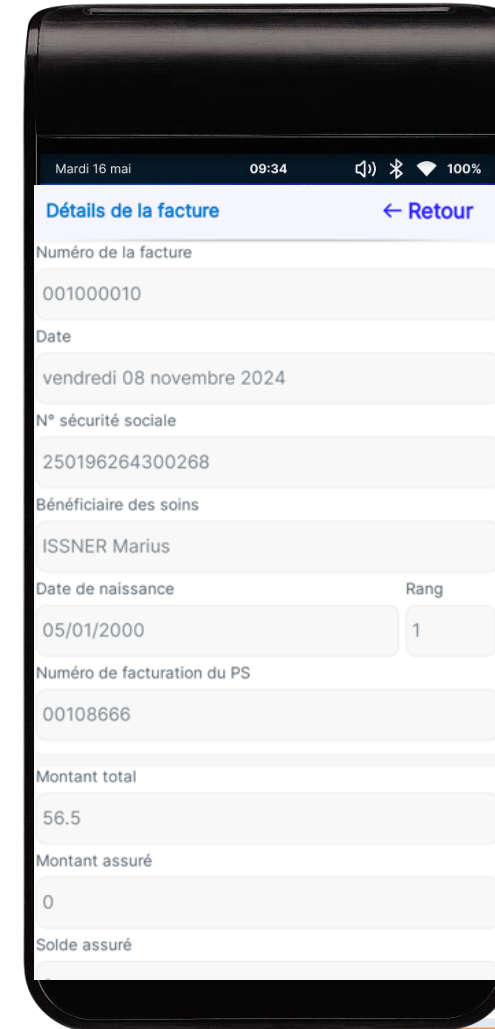 Mardi 16 mai 09:34 100%
Détails de la facture ← Retour
Numéro de la facture
001000010
Date
vendredi 08 novembre 2024
N° sécurité sociale
250196264300268
Bénéficiaire des soins
ISSNER Marius
Date de naissance Rang
05/01/2000 1
Numéro de facturation du PS
00108666
Montant total
56.5
Montant assuré
0
Solde assuré